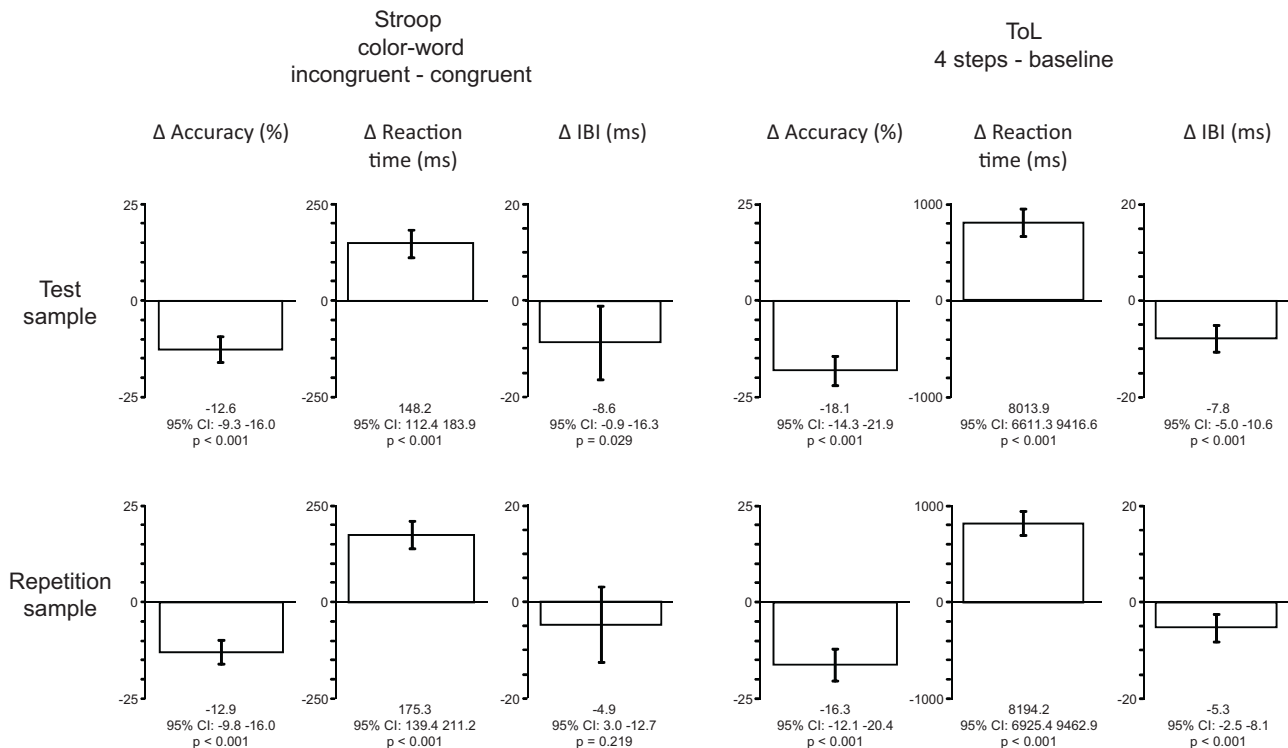 Stroop
color-word
incongruent - congruent
ToL
4 steps - baseline
Δ Accuracy (%)
Δ Reaction
time (ms)
Δ IBI (ms)
Δ Accuracy (%)
Δ Reaction
time (ms)
Δ IBI (ms)
Test
sample
25
0
-25
-12.6
95% CI: -9.3 -16.0
p < 0.001
250
0
-250
148.2
95% CI: 112.4 183.9
p < 0.001
20
0
-20
-8.6
95% CI: -0.9 -16.3
p = 0.029
25
0
-25
-18.1
95% CI: -14.3 -21.9
p < 0.001
1000
0
-1000
8013.9
95% CI: 6611.3 9416.6
p < 0.001
20
0
-20
-7.8
95% CI: -5.0 -10.6
p < 0.001
Repetition
sample
25
0
-25
-12.9
95% CI: -9.8 -16.0
p < 0.001
250
0
-250
175.3
95% CI: 139.4 211.2
p < 0.001
20
0
-20
-4.9
95% CI: 3.0 -12.7
p = 0.219
25
0
-25
-16.3
95% CI: -12.1 -20.4
p < 0.001
1000
0
-1000
8194.2
95% CI: 6925.4 9462.9
p < 0.001
20
0
-20
-5.3
95% CI: -2.5 -8.1
p < 0.001